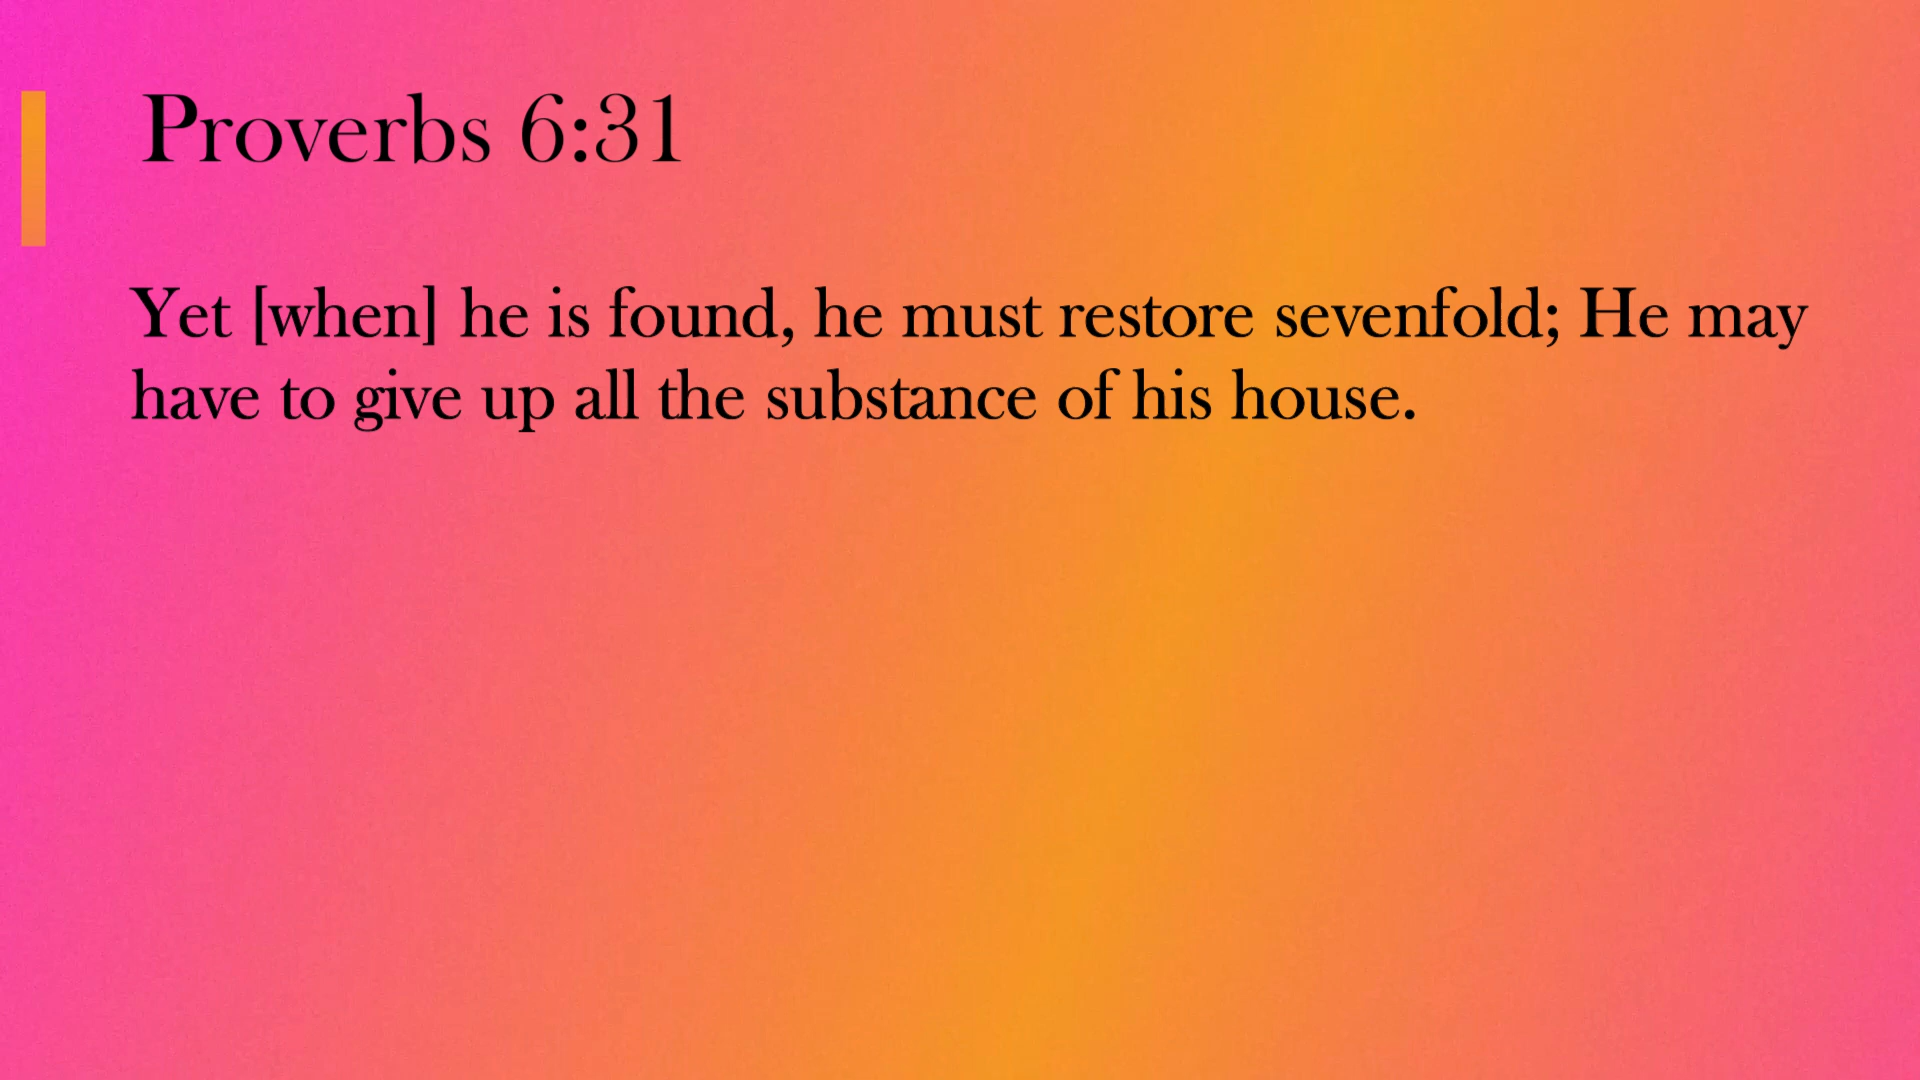 Proverbs 6:31
Yet [when] he is found, he must restore sevenfold; He may
have to give up all the substance of his house.